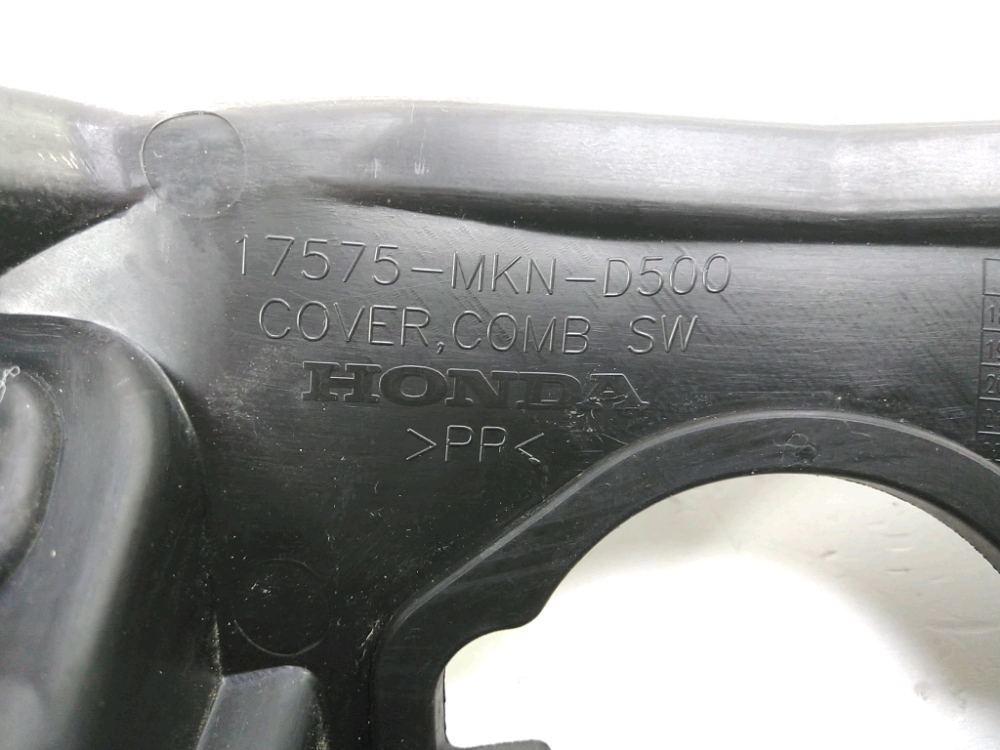 17575-MKN-D500
COVER,COMB SW
HONDA
>PP<